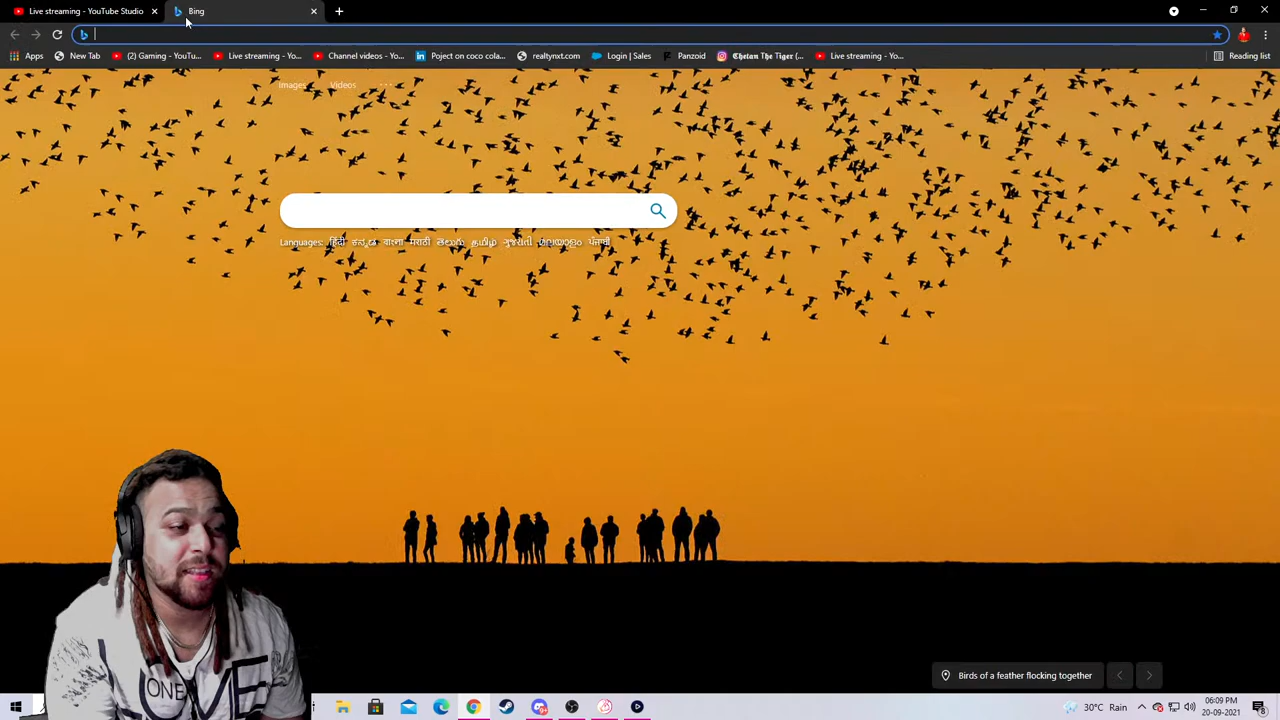 Live streaming - YouTube Studio
Bing
Apps
New Tab
(2) Gaming - YouTu...
Live streaming - Yo...
Channel videos - Yo...
Poject on coco cola...
realtynxt.com
Login | Sales
Panzoid
Chetan The Tiger (...
Live streaming - Yo...
Reading list
Images
Videos
Languages: हिंदी ಕನ್ನಡ বাংলা मराठी తెలుగు தமிழ் ગુજરાતી മലയാളം ਪੰਜਾਬੀ
ONE
Birds of a feather flocking together
30°C Rain
06:09 PM
20-09-2021
8